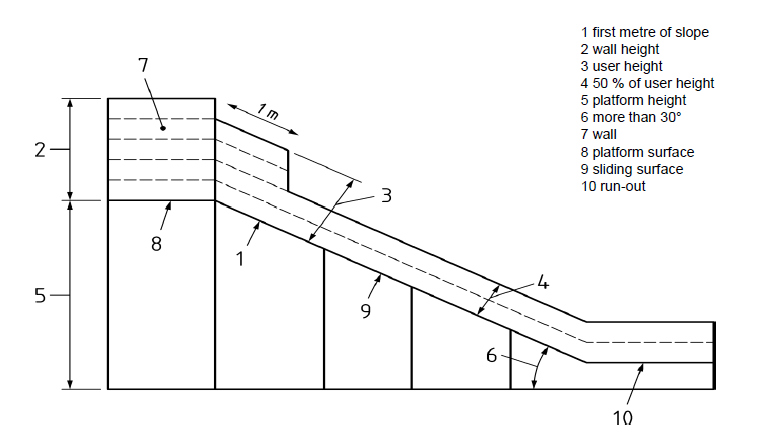 1 first metre of slope
2 wall height
3 user height
4 50 % of user height
5 platform height
6 more than 30°
7 wall
8 platform surface
9 sliding surface
10 run-out
7
1 m
2
3
8
1
4
5
9
6
10